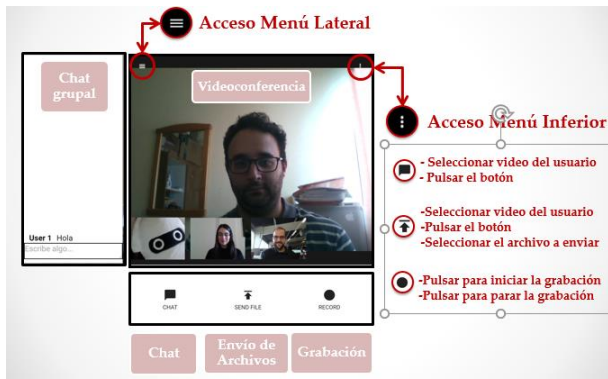 Acceso Menú Lateral
Chat
grupal
Videoconferencia
Acceso Menú Inferior
- Seleccionar video del usuario
- Pulsar el botón
-Seleccionar video del usuario
-Pulsar el botón
-Seleccionar el archivo a enviar
User 1 Hola
Escribe algo...
-Pulsar para iniciar la grabación
-Pulsar para parar la grabación
CHAT
SEND FILE
RECORD
Chat
Envío de
Archivos
Grabación